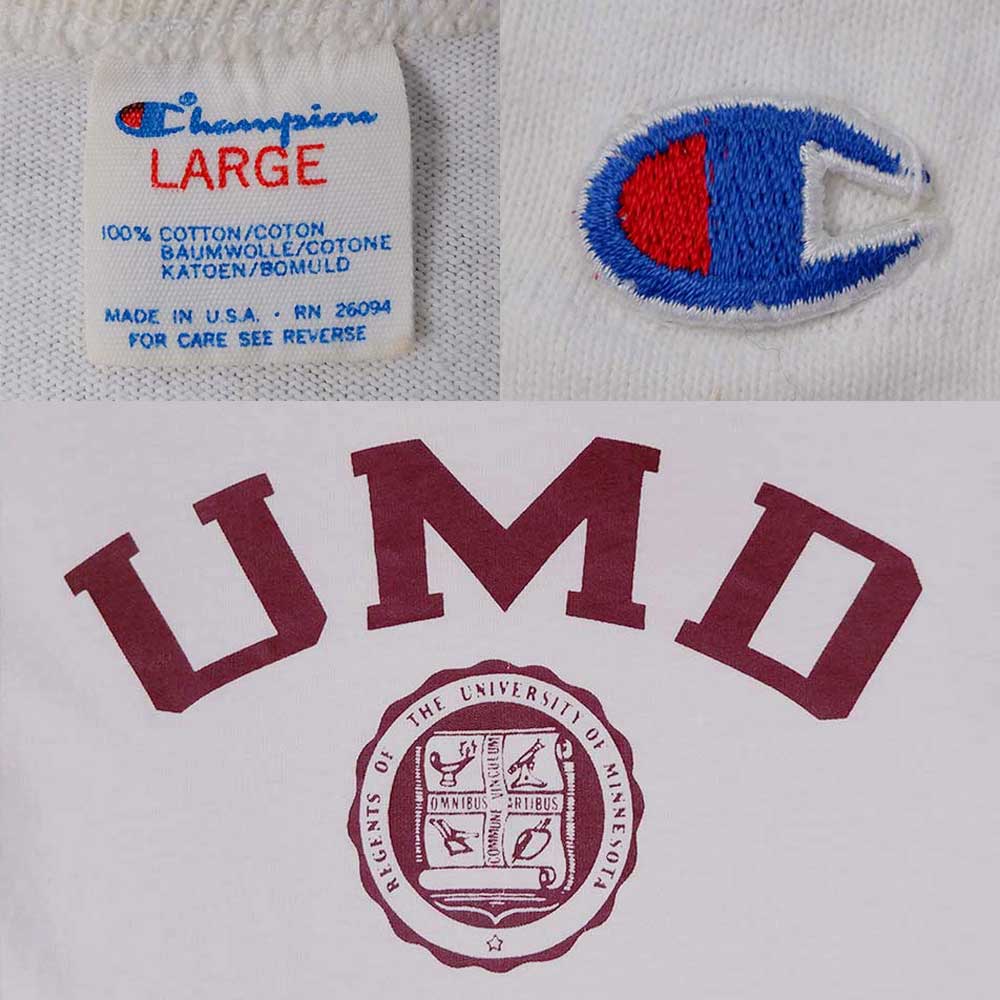 Champion®
LARGE
100% COTTON/COTON
BAUMWOLLE/COTONE
KATOEN/BOMULD
MADE IN U.S.A. · RN 26094
FOR CARE SEE REVERSE
UMD
REGENTS OF THE UNIVERSITY OF MINNESOTA
OMNIBUS ARTIBUS
COMMUNE VINCULUM